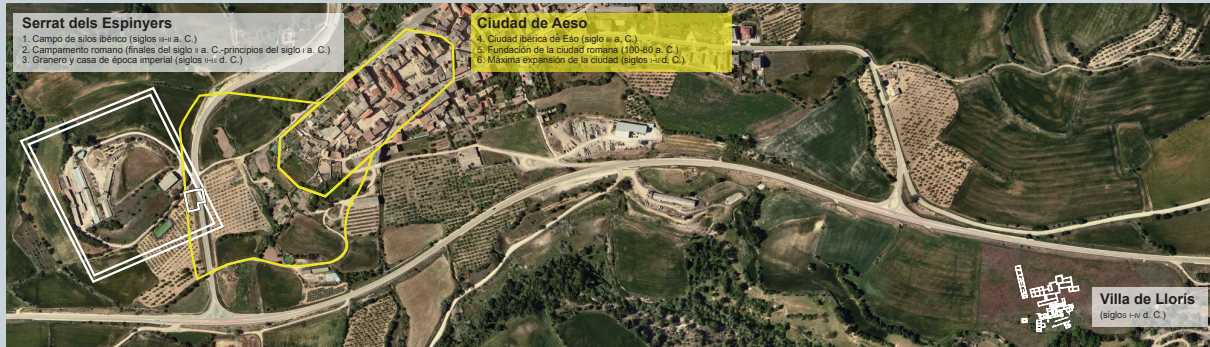 Serrat dels Espinyers
1. Campo de silos ibérico (siglos III-II a. C.)
2. Campamento romano (finales del siglo II a. C.-principios del siglo I a. C.)
3. Granero y casa de época imperial (siglos II-III d. C.)
Ciudad de Aeso
4. Ciudad ibérica de Eśo (siglo III a. C.)
5. Fundación de la ciudad romana (100-80 a. C.)
6. Máxima expansión de la ciudad (siglos I-II d. C.)
Villa de Llorís
(siglos I-IV d. C.)